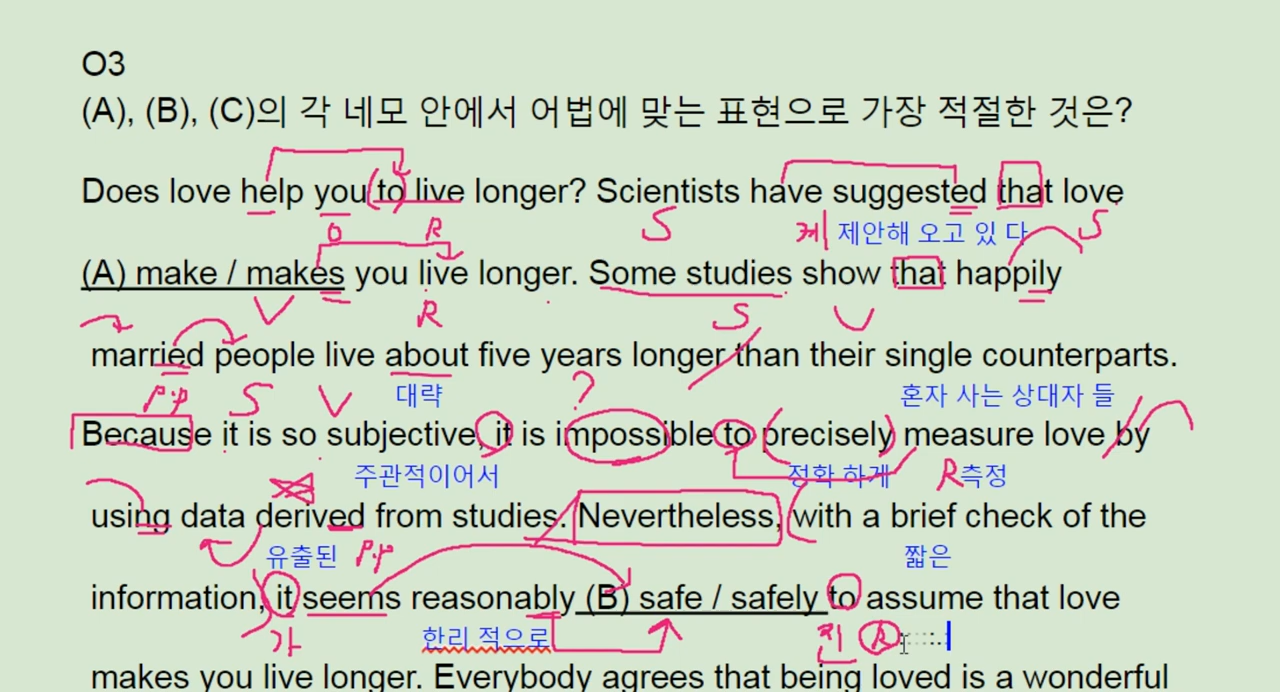 O3
(A), (B), (C)의 각 네모 안에서 어법에 맞는 표현으로 가장 적절한 것은?
Does love help you to live longer? Scientists have suggested that love
O R S 께 제안해 오고 있 다 S
(A) make / makes you live longer. Some studies show that happily
V R S V
married people live about five years longer than their single counterparts.
p.p S V 대략 ? 혼자 사는 상대자 들
Because it is so subjective, it is impossible to precisely measure love by
주관적이어서 정확 하게 R 측정
using data derived from studies. Nevertheless, with a brief check of the
유출된 p.p 짧은
information, it seems reasonably (B) safe / safely to assume that love
가 한리 적으로 진 R
makes you live longer. Everybody agrees that being loved is a wonderful